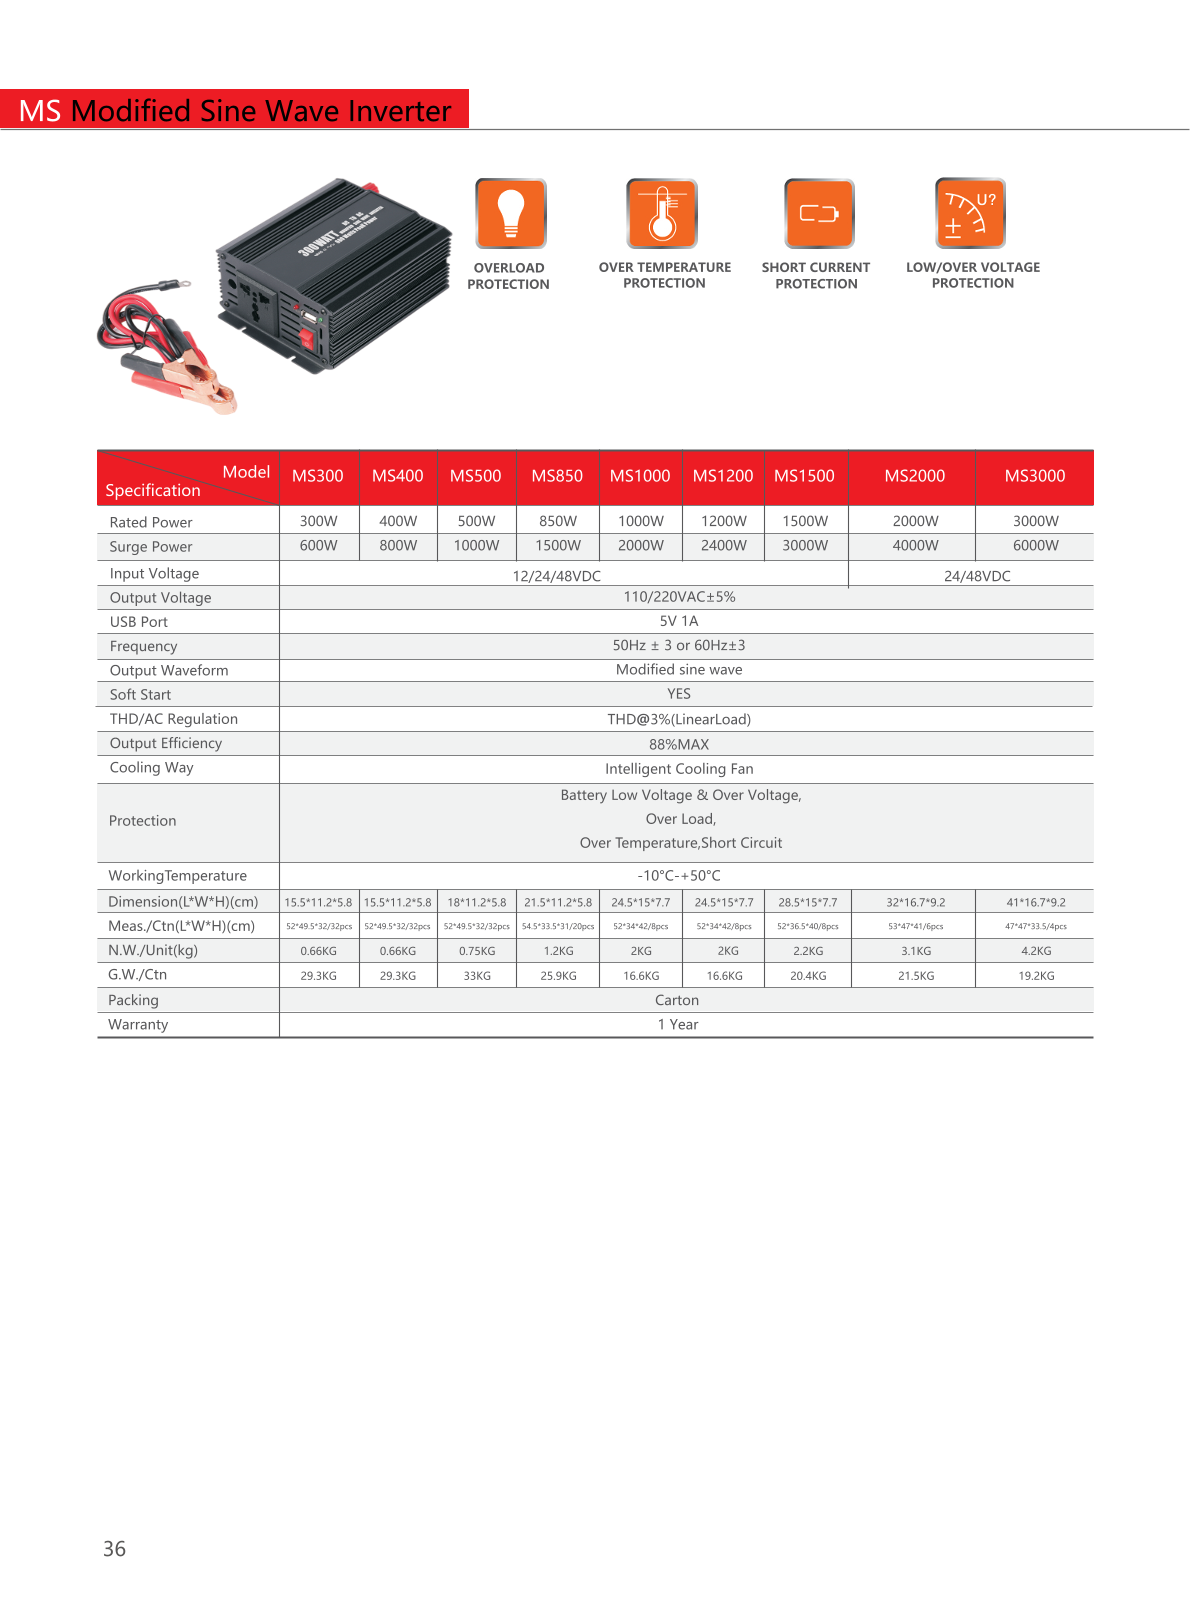 MS Modified Sine Wave Inverter
300WATT
U?
OVERLOAD
PROTECTION
OVER TEMPERATURE
PROTECTION
SHORT CURRENT
PROTECTION
LOW/OVER VOLTAGE
PROTECTION
Specification Model MS300 MS400 MS500 MS850 MS1000 MS1200 MS1500 MS2000 MS3000
Rated Power 300W 400W 500W 850W 1000W 1200W 1500W 2000W 3000W
Surge Power 600W 800W 1000W 1500W 2000W 2400W 3000W 4000W 6000W
Input Voltage 12/24/48VDC 24/48VDC
Output Voltage 110/220VAC±5%
USB Port 5V 1A
Frequency 50Hz ± 3 or 60Hz±3
Output Waveform Modified sine wave
Soft Start YES
THD/AC Regulation THD@3%(LinearLoad)
Output Efficiency 88%MAX
Cooling Way Intelligent Cooling Fan
Protection Battery Low Voltage & Over Voltage,
Over Load,
Over Temperature,Short Circuit
WorkingTemperature -10°C-+50°C
Dimension(L*W*H)(cm) 15.5*11.2*5.8 15.5*11.2*5.8 18*11.2*5.8 21.5*11.2*5.8 24.5*15*7.7 24.5*15*7.7 28.5*15*7.7 32*16.7*9.2 41*16.7*9.2
Meas./Ctn(L*W*H)(cm) 52*49.5*32/32pcs 52*49.5*32/32pcs 52*49.5*32/32pcs 54.5*33.5*31/20pcs 52*34*42/8pcs 52*34*42/8pcs 52*36.5*40/8pcs 53*47*41/6pcs 47*47*33.5/4pcs
N.W./Unit(kg) 0.66KG 0.66KG 0.75KG 1.2KG 2KG 2KG 2.2KG 3.1KG 4.2KG
G.W./Ctn 29.3KG 29.3KG 33KG 25.9KG 16.6KG 16.6KG 20.4KG 21.5KG 19.2KG
Packing Carton
Warranty 1 Year
36